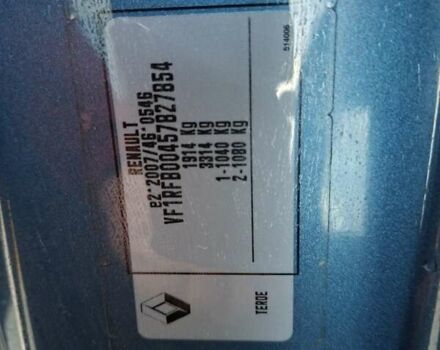 RENAULT
e2*2007/46*0546
VF1RFB00457827854
1914 Kg
3314 Kg
1-1040 Kg
2-1080 Kg
TEROE
514006